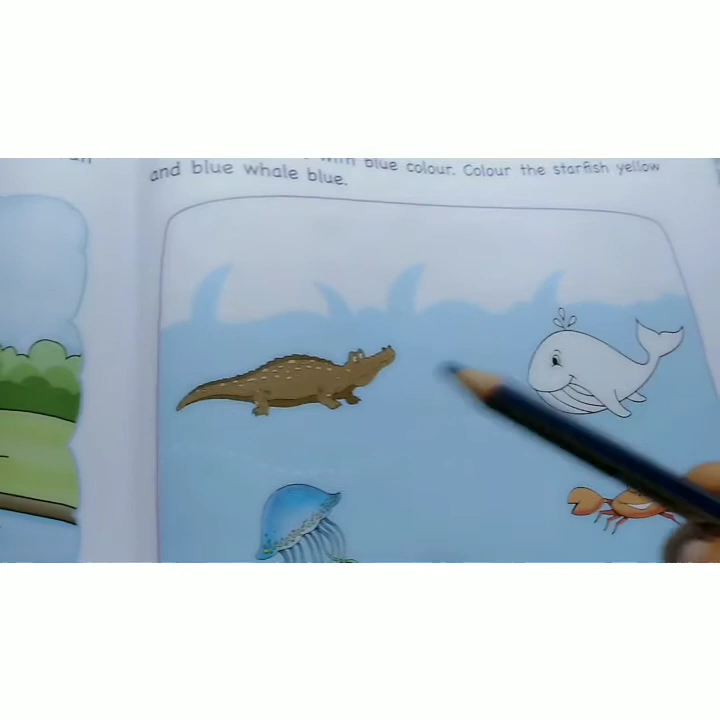 with blue colour. Colour the starfish yellow
and blue whale blue.